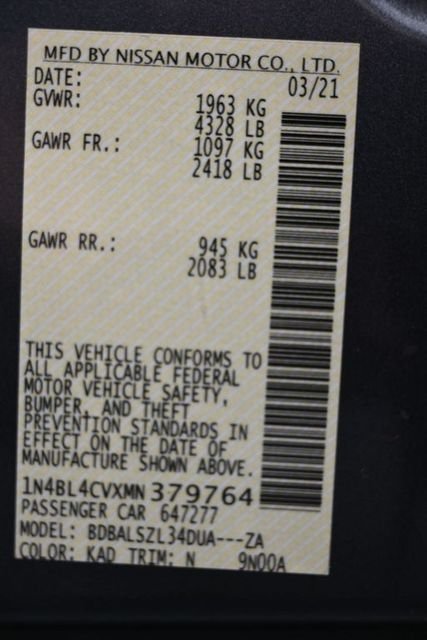 MFD BY NISSAN MOTOR CO., LTD.
DATE: 03/21
GVWR: 1963 KG
4328 LB
GAWR FR.: 1097 KG
2418 LB
GAWR RR.: 945 KG
2083 LB
THIS VEHICLE CONFORMS TO
ALL APPLICABLE FEDERAL
MOTOR VEHICLE SAFETY,
BUMPER, AND THEFT
PREVENTION STANDARDS IN
EFFECT ON THE DATE OF
MANUFACTURE SHOWN ABOVE.
1N4BL4CVXMN379764
PASSENGER CAR 647277
MODEL: BDBALSZL34DUA---ZA
COLOR: KAD TRIM: N 9N00A